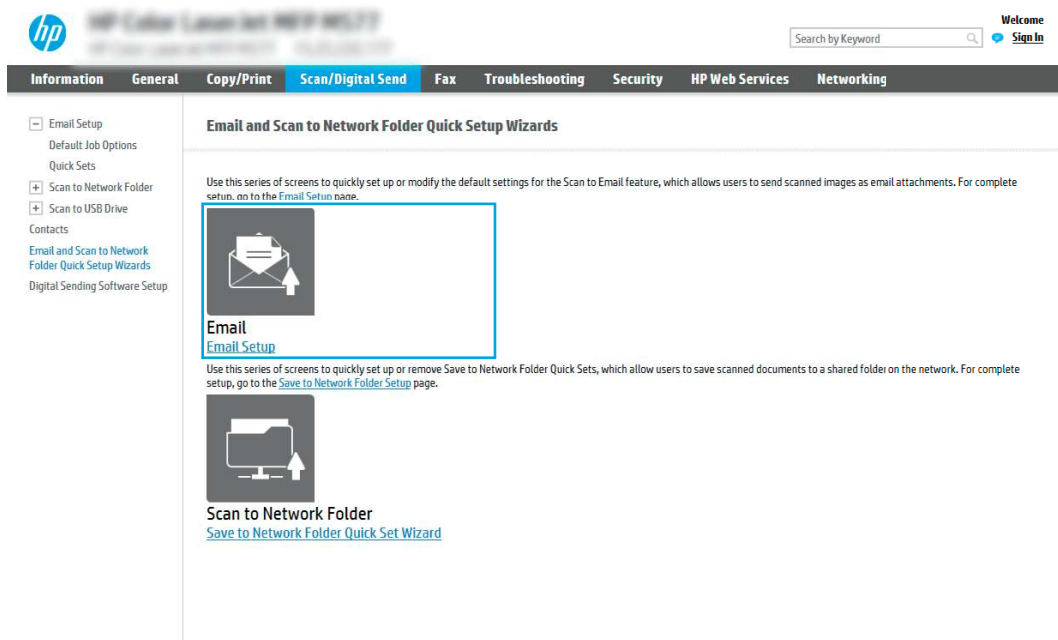 hp
Welcome
Search by Keyword
Sign In
Information General Copy/Print Scan/Digital Send Fax Troubleshooting Security HP Web Services Networking
Email Setup
Default Job Options
Quick Sets
Scan to Network Folder
Scan to USB Drive
Contacts
Email and Scan to Network
Folder Quick Setup Wizards
Digital Sending Software Setup
Email and Scan to Network Folder Quick Setup Wizards
Use this series of screens to quickly set up or modify the default settings for the Scan to Email feature, which allows users to send scanned images as email attachments. For complete
setup, go to the Email Setup page.
Email
Email Setup
Use this series of screens to quickly set up or remove Save to Network Folder Quick Sets, which allow users to save scanned documents to a shared folder on the network. For complete
setup, go to the Save to Network Folder Setup page.
Scan to Network Folder
Save to Network Folder Quick Set Wizard